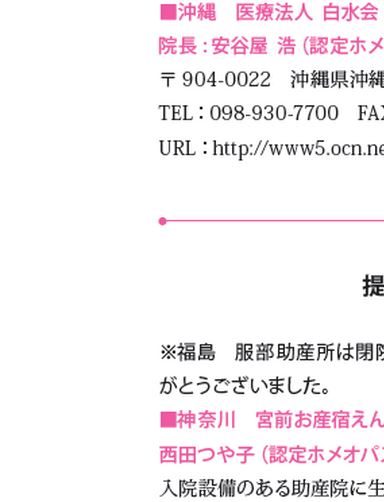 ■沖縄　医療法人 白水会
院長：安谷屋 浩（認定ホメ
〒904-0022　沖縄県沖縄
TEL：098-930-7700　FAX
URL：http://www5.ocn.ne
提
※福島　服部助産所は閉院
がとうございました。
■神奈川　宮前お産宿えん
西田つや子（認定ホメオパス
入院設備のある助産院に生